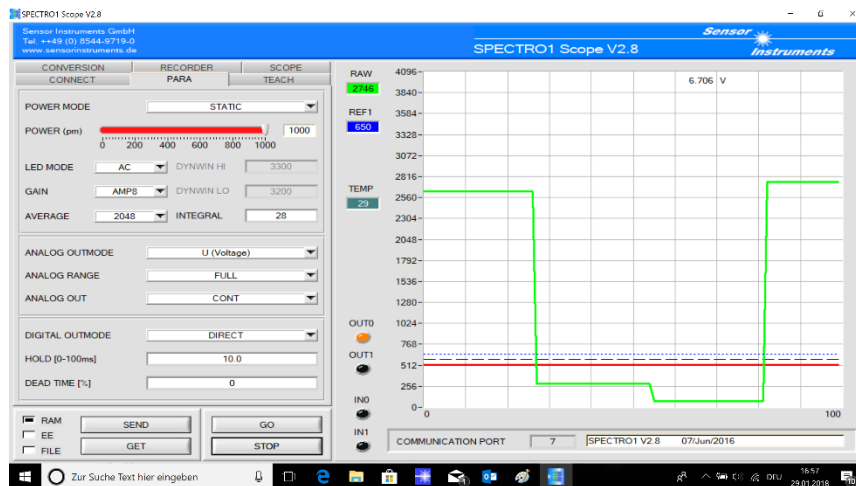 SPECTRO1 Scope V2.8
Sensor Instruments GmbH
Tel. ++49 (0) 8544-9719-0
www.sensorinstruments.de
SPECTRO1 Scope V2.8
Sensor
Instruments
CONVERSION RECORDER SCOPE
CONNECT PARA TEACH
POWER MODE STATIC
POWER (pm) 1000
0 200 400 600 800 1000
LED MODE AC DYNWIN HI 3300
GAIN AMP8 DYNWIN LO 3200
AVERAGE 2048 INTEGRAL 28
ANALOG OUTMODE U (Voltage)
ANALOG RANGE FULL
ANALOG OUT CONT
DIGITAL OUTMODE DIRECT
HOLD [0-100ms] 10.0
DEAD TIME [%] 0
RAM
EE
FILE
SEND GO
GET STOP
RAW
2746
REF1
650
TEMP
29
OUT0
OUT1
IN0
IN1
6.706 V
4096
3840
3584
3328
3072
2816
2560
2304
2048
1792
1536
1280
1024
768
512
256
0
0 100
COMMUNICATION PORT 7 SPECTRO1 V2.8 07/Jun/2016
Zur Suche Text hier eingeben
DEU
16:57
29.01.2018